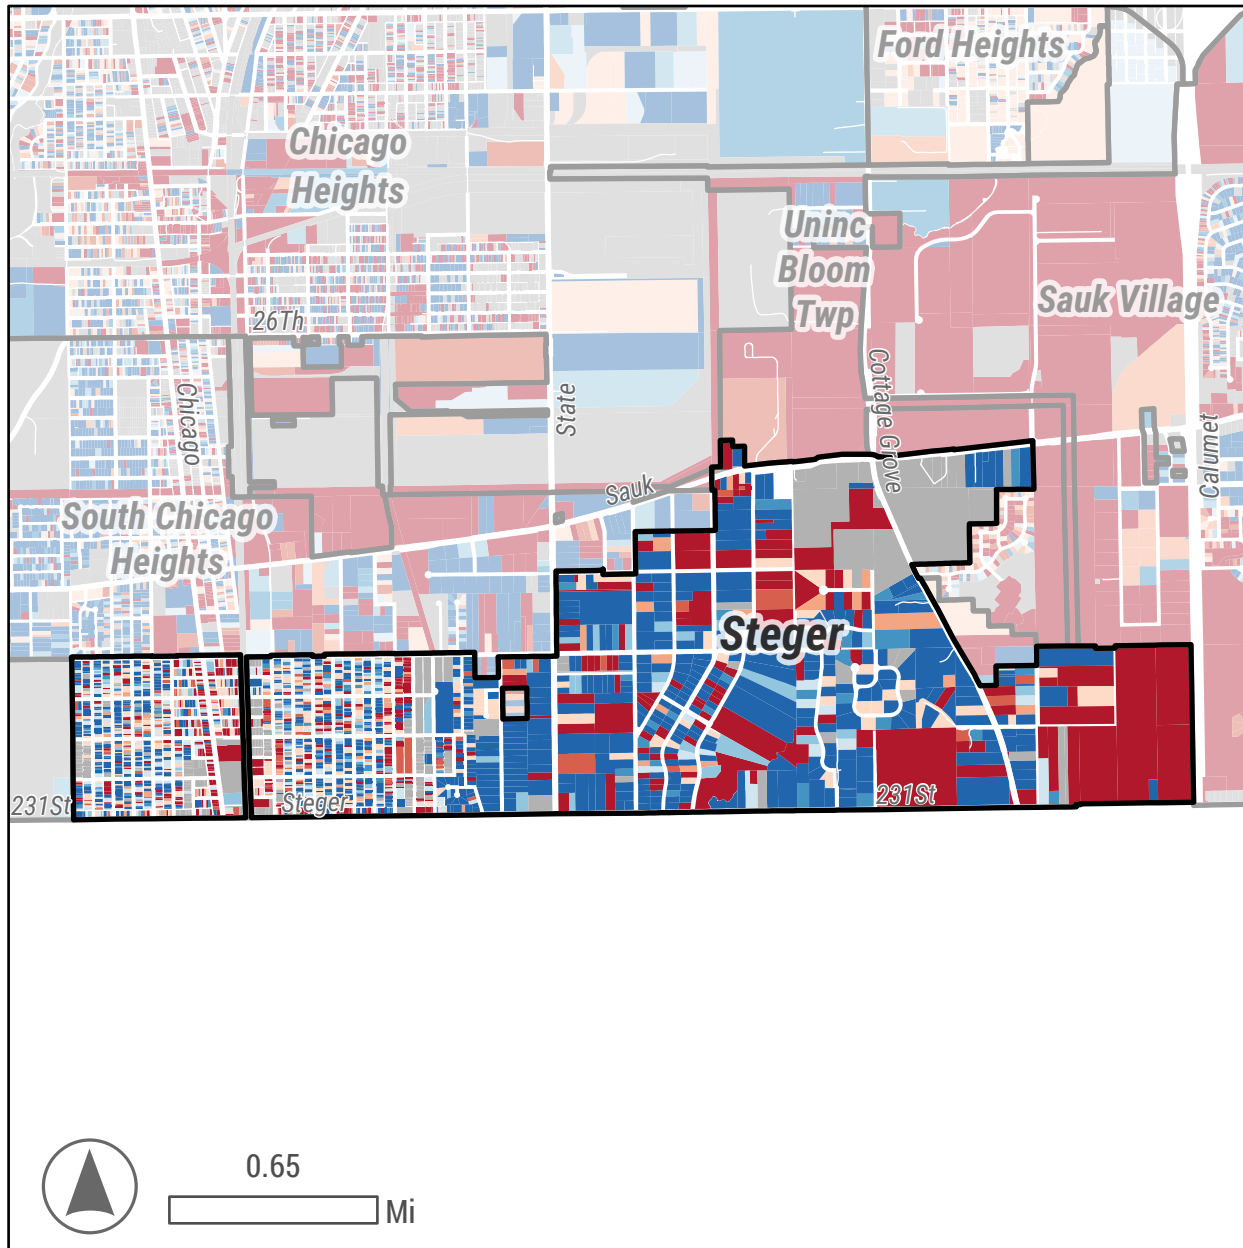 Ford Heights
Chicago
Heights
Uninc
Bloom
Twp
Sauk Village
26Th
Chicago
State
Cottage Grove
Calumet
Sauk
South Chicago
Heights
Steger
231St
Steger
231St
0.65
Mi